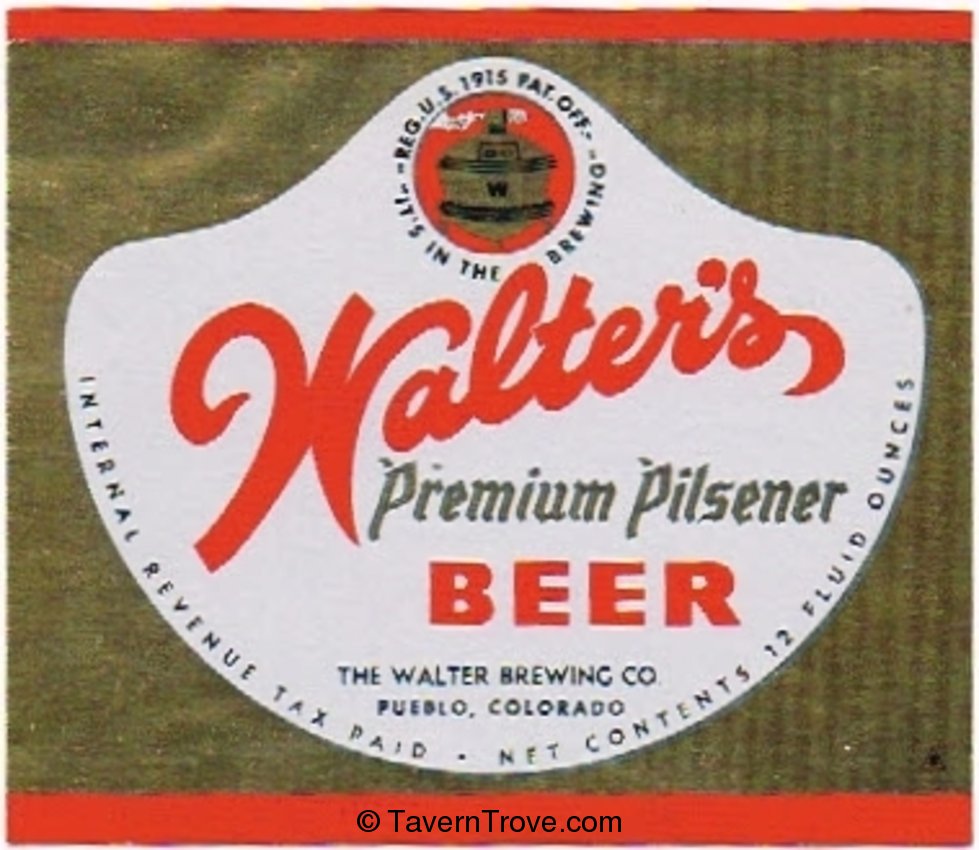 -REG. U.S. 1915 PAT. OFF.-
-IT'S IN THE BREWING-
W
Walter's
Premium Pilsener
BEER
THE WALTER BREWING CO.
PUEBLO, COLORADO
INTERNAL REVENUE TAX PAID • NET CONTENTS 12 FLUID OUNCES
© TavernTrove.com